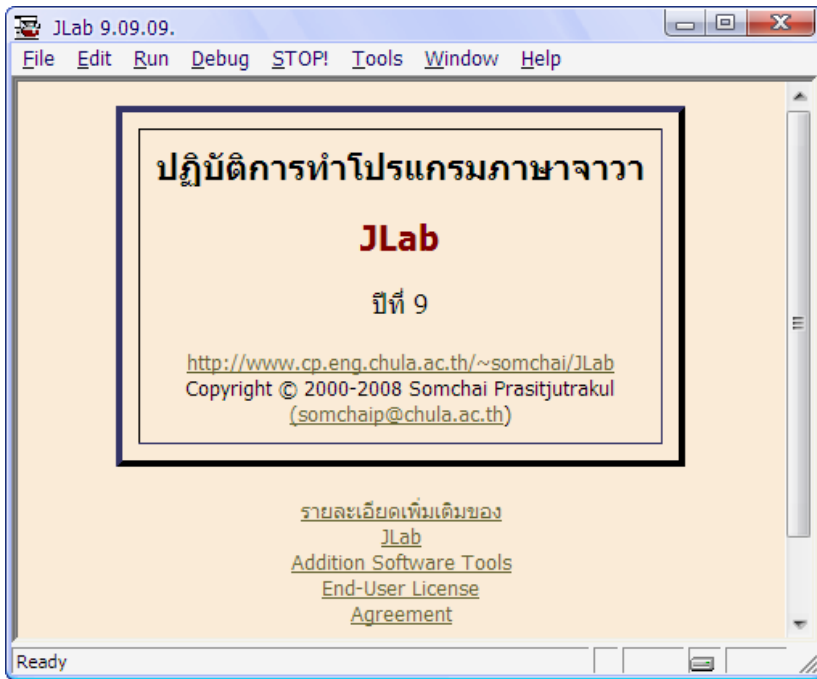 JLab 9.09.09.
File Edit Run Debug STOP! Tools Window Help
ปฏิบัติการทำโปรแกรมภาษาจาวา
JLab
ปีที่ 9
http://www.cp.eng.chula.ac.th/~somchai/JLab
Copyright © 2000-2008 Somchai Prasitjutrakul
(somchaip@chula.ac.th)
รายละเอียดเพิ่มเติมของ
JLab
Addition Software Tools
End-User License
Agreement
Ready